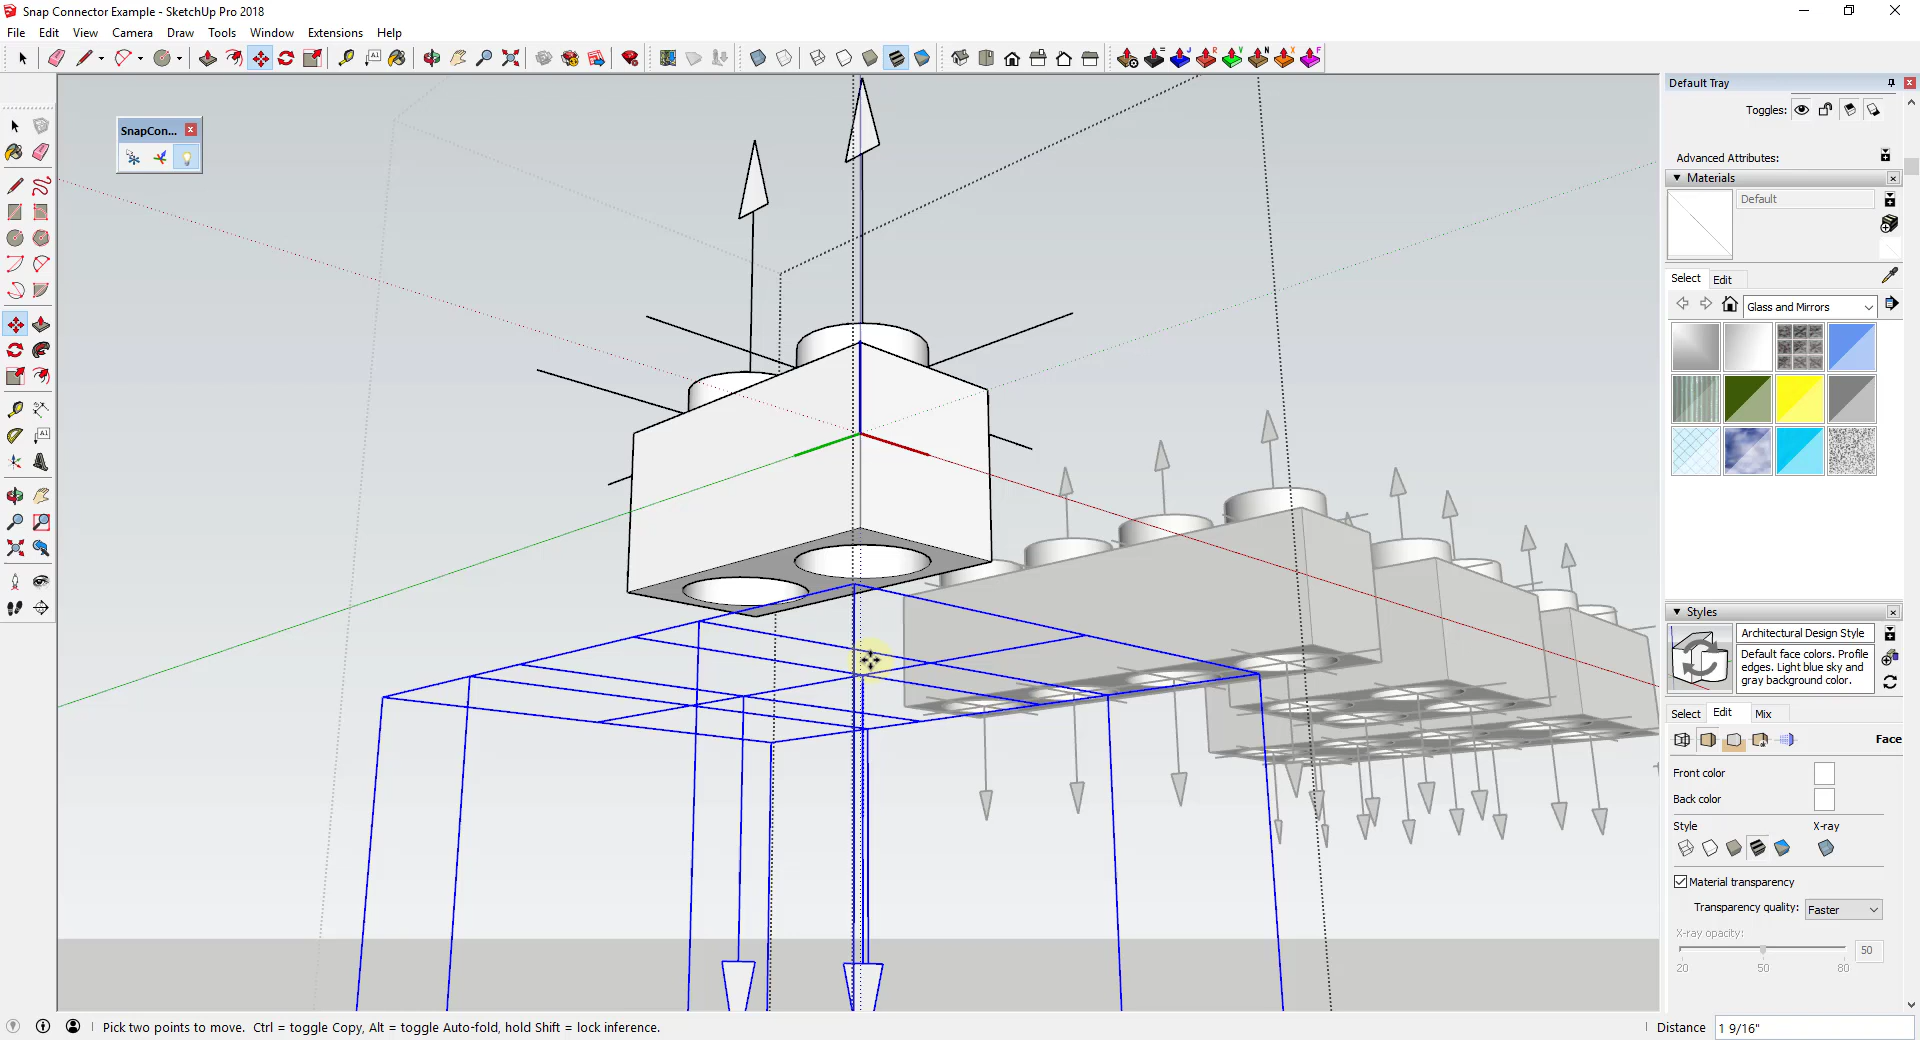 Snap Connector Example - SketchUp Pro 2018
File Edit View Camera Draw Tools Window Extensions Help
Default Tray
Toggles:
SnapCon...
Advanced Attributes:
Materials
Default
Select Edit
Glass and Mirrors
Styles
Architectural Design Style
Default face colors. Profile
edges. Light blue sky and
gray background color.
Select Edit Mix
Face
Front color
Back color
Style X-ray
Material transparency
Transparency quality: Faster
X-ray opacity:
50
20 50 80
Pick two points to move. Ctrl = toggle Copy, Alt = toggle Auto-fold, hold Shift = lock inference.
Distance 1 9/16"